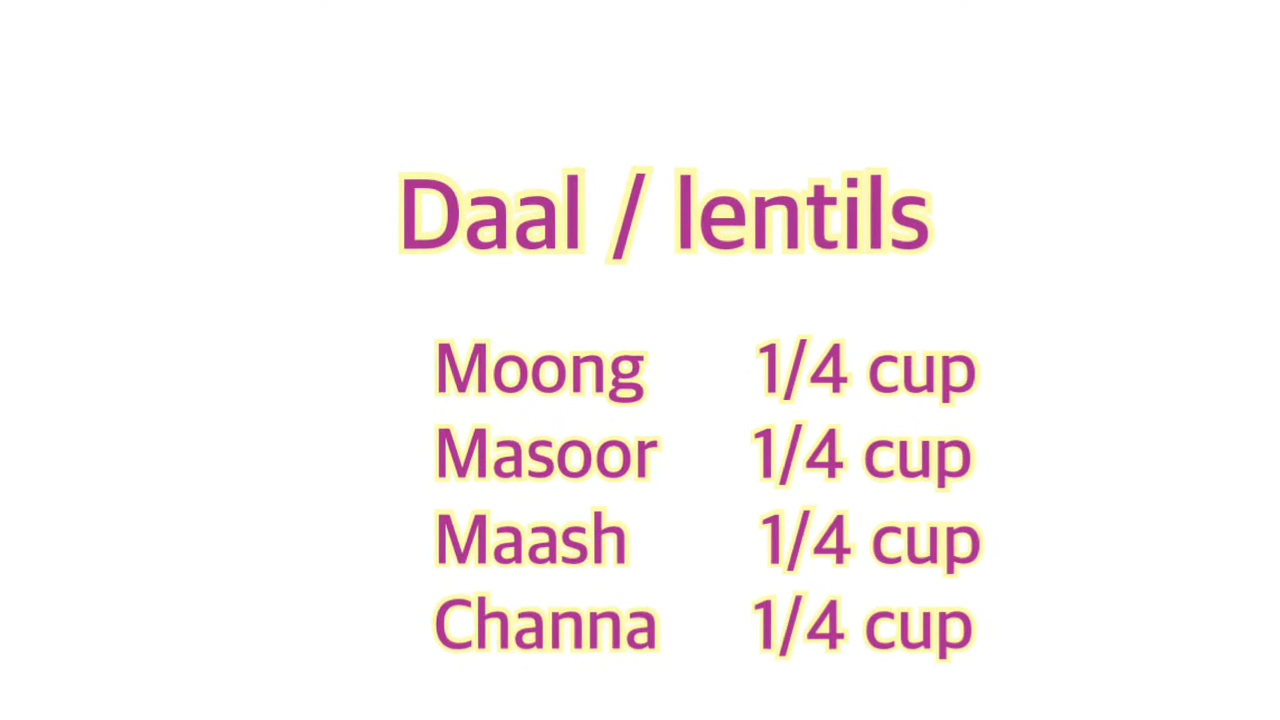 Daal / lentils
Moong 1/4 cup
Masoor 1/4 cup
Maash 1/4 cup
Channa 1/4 cup